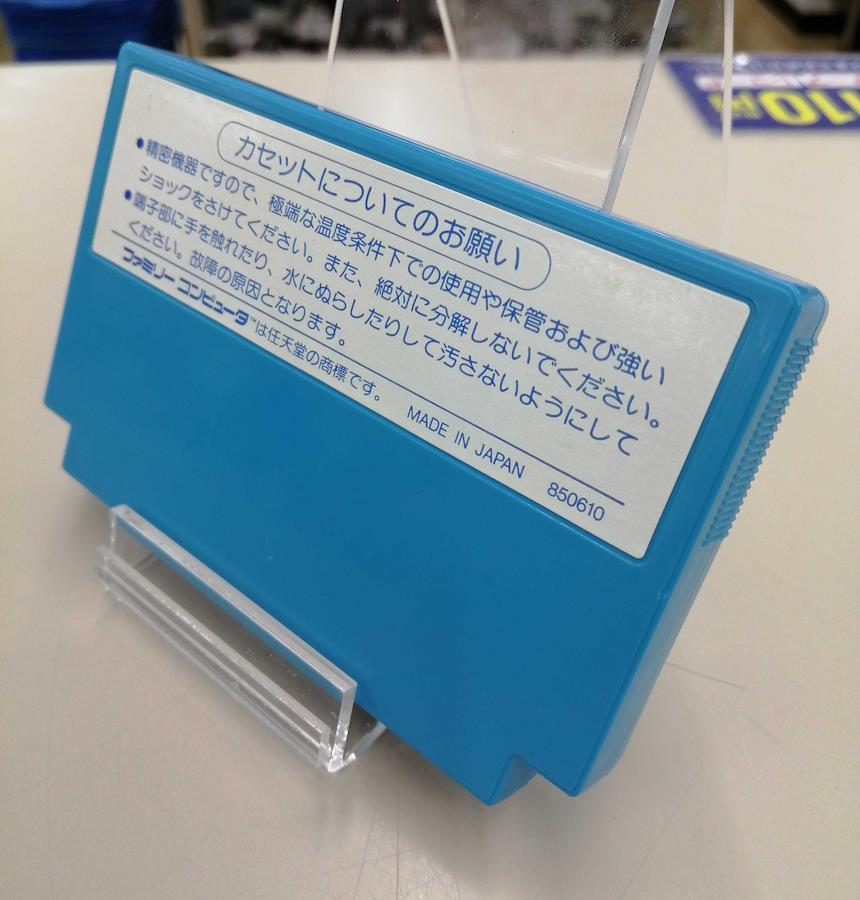 カセットについてのお願い
●精密機器ですので、極端な温度条件下での使用や保管および強い
ショックをさけてください。また、絶対に分解しないでください。
●端子部に手を触れたり、水にぬらしたりして汚さないようにして
ください。故障の原因となります。
ファミリー コンピュータ™は任天堂の商標です。
MADE IN JAPAN 850610
110円